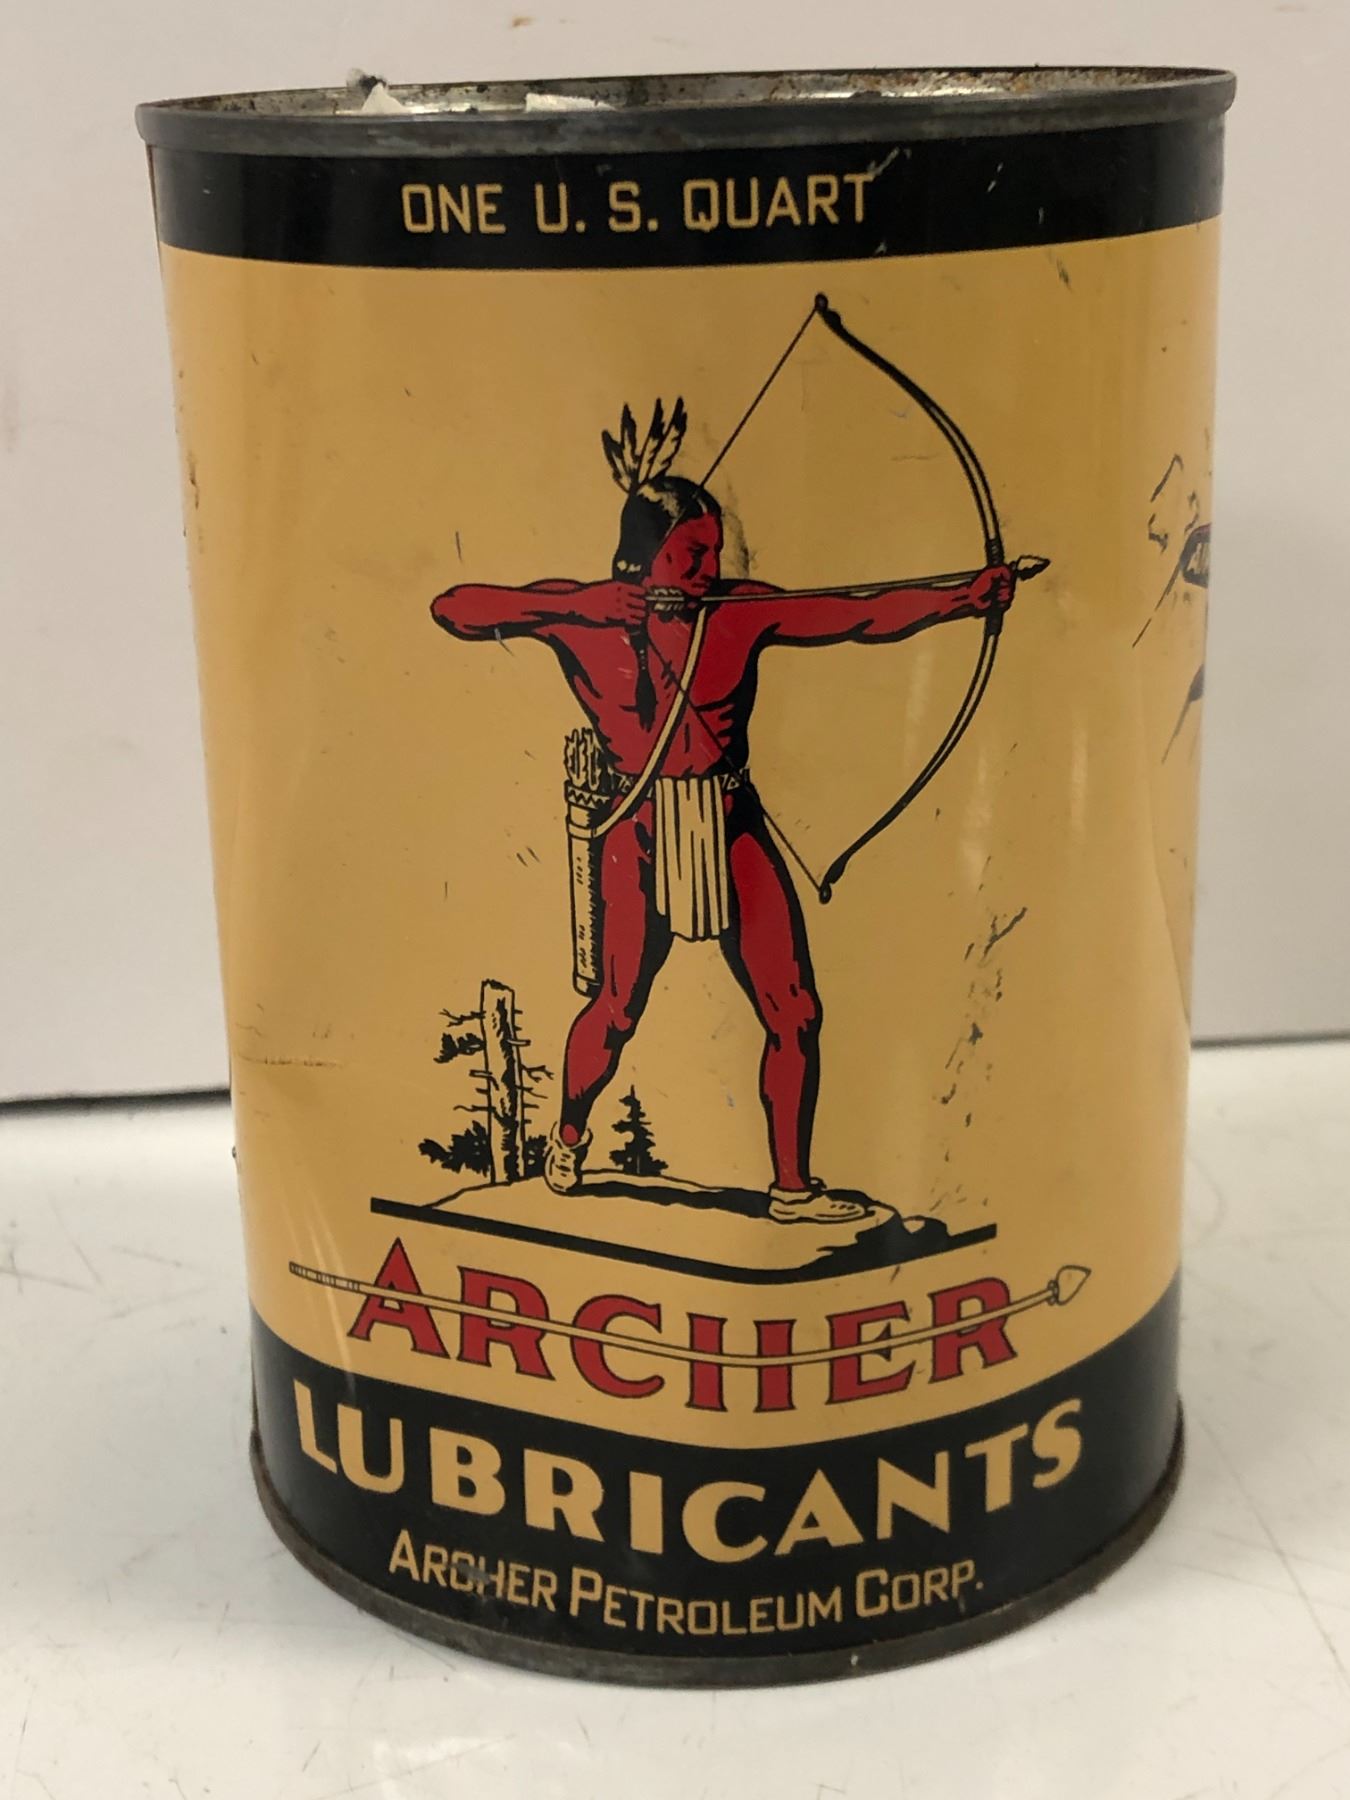 ONE U. S. QUART
ARCHER
LUBRICANTS
ARCHER PETROLEUM CORP.